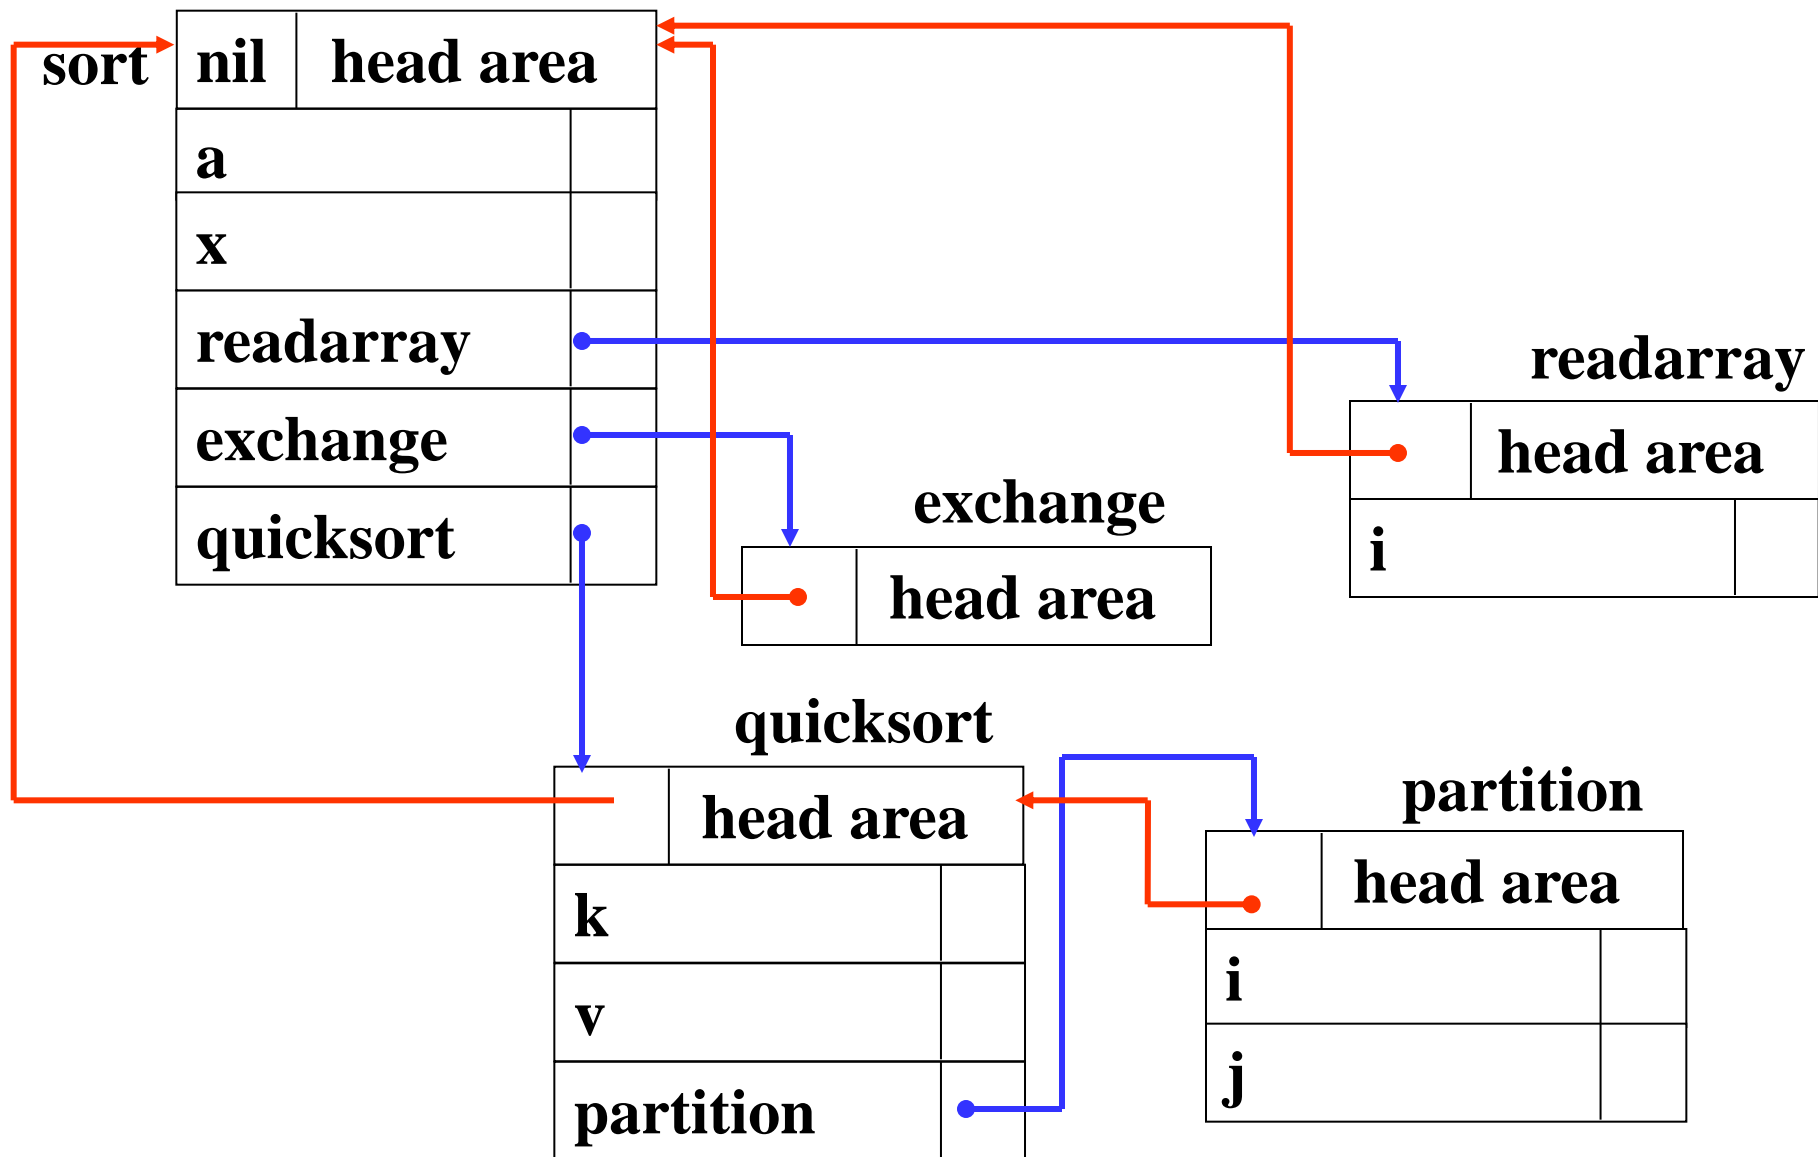 sort
nil head area
a
x
readarray
exchange
quicksort
readarray
head area
i
exchange
head area
quicksort
head area
k
v
partition
partition
head area
i
j